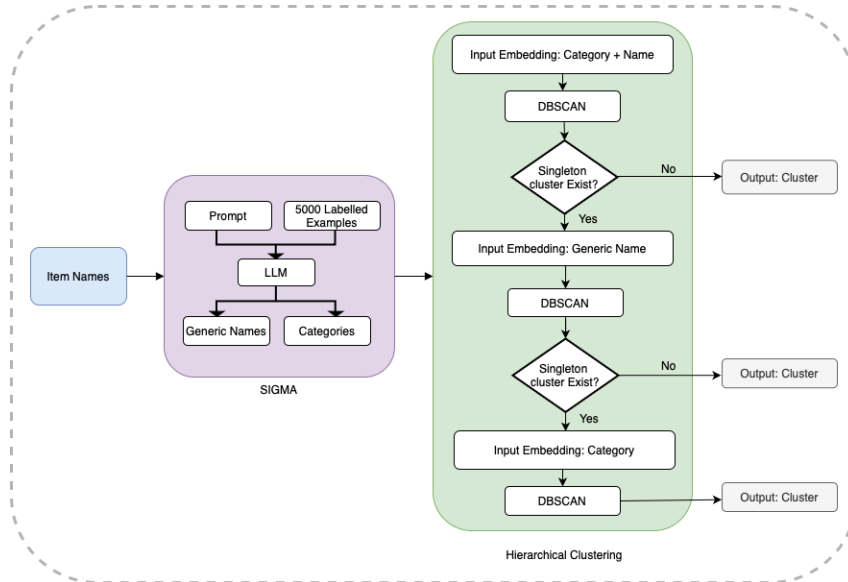 Item Names
Prompt
5000 Labelled
Examples
LLM
Generic Names
Categories
SIGMA
Input Embedding: Category + Name
DBSCAN
Singleton
cluster Exist?
No
Output: Cluster
Yes
Input Embedding: Generic Name
DBSCAN
Singleton
cluster Exist?
No
Output: Cluster
Yes
Input Embedding: Category
DBSCAN
Output: Cluster
Hierarchical Clustering